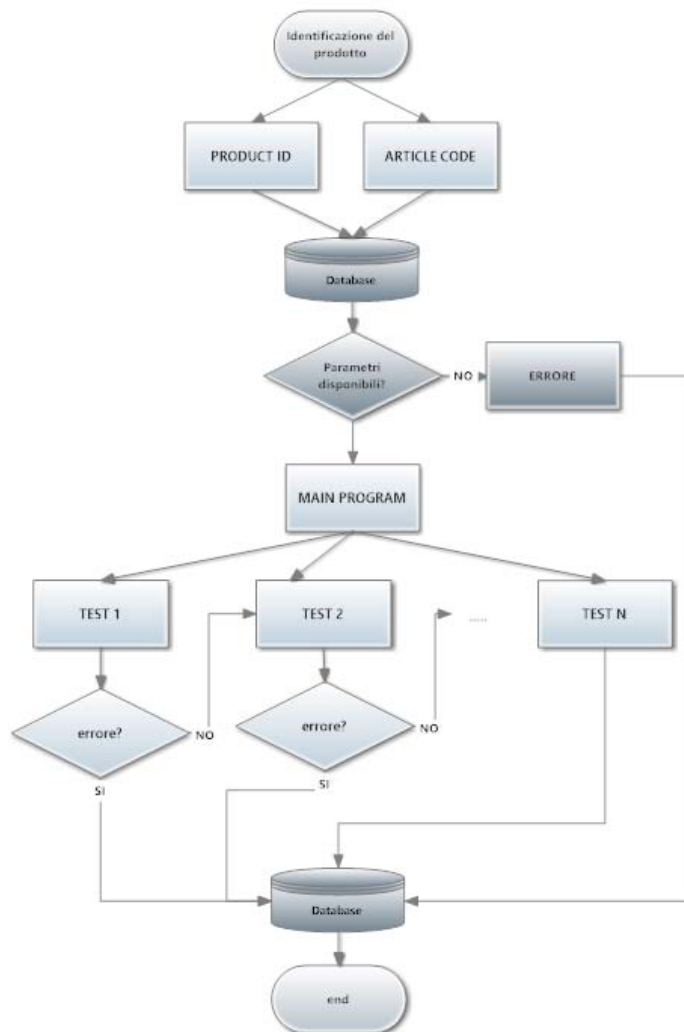 Identificazione del
prodotto
PRODUCT ID
ARTICLE CODE
Database
Parametri
disponibili?
NO
ERRORE
MAIN PROGRAM
TEST 1
TEST 2
.....
TEST N
errore?
NO
errore?
NO
SI
SI
Database
end